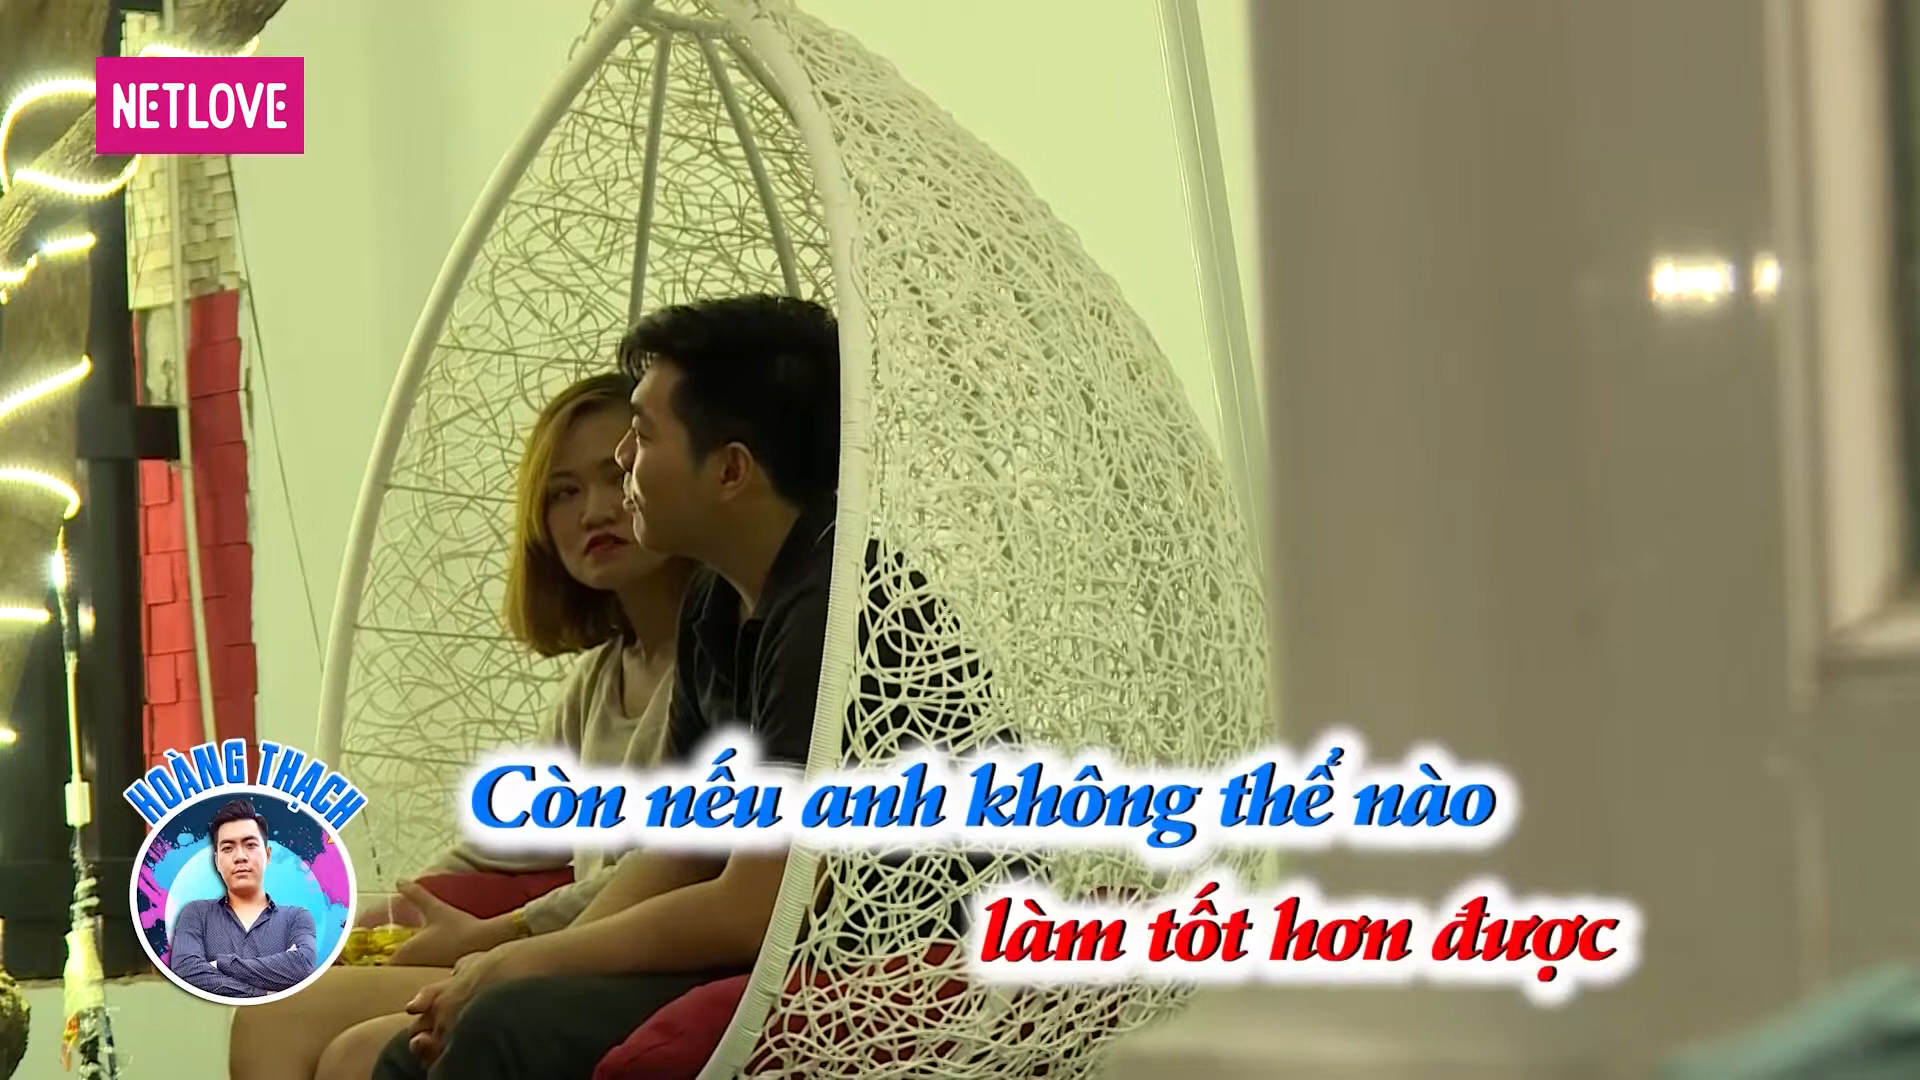 NETLOVE
HOÀNG THẠCH
Còn nếu anh không thể nào
làm tốt hơn được